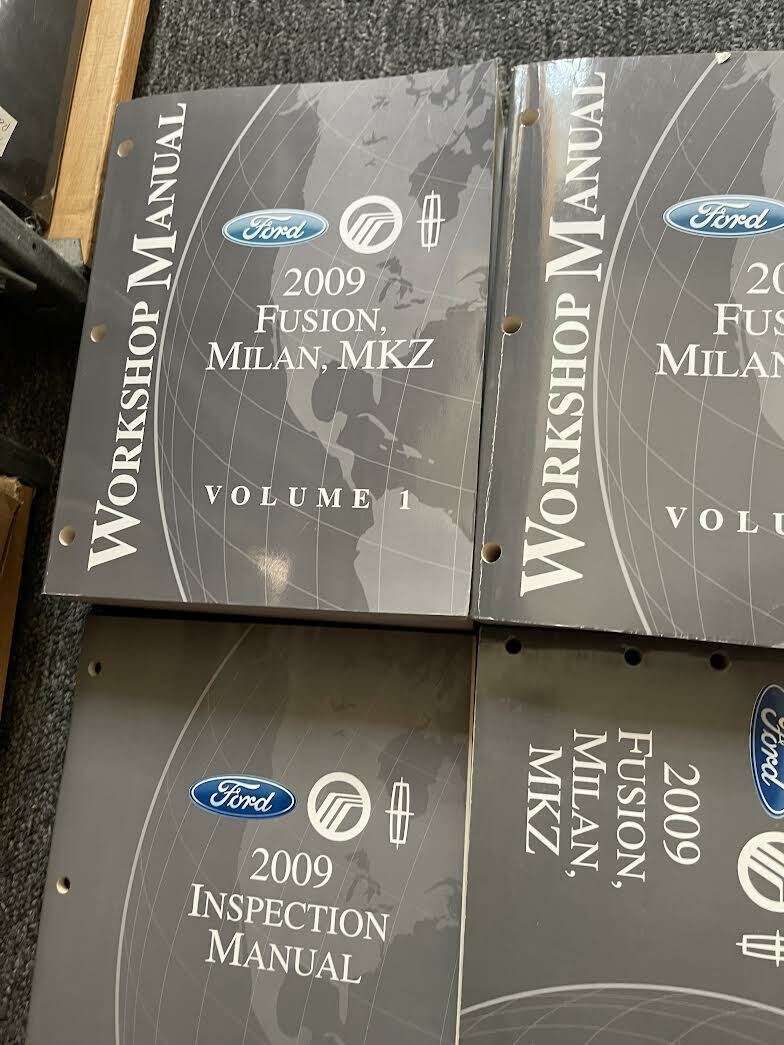 WORKSHOP MANUAL
Ford
2009
FUSION,
MILAN, MKZ
VOLUME 1
WORKSHOP MANUAL
Ford
Ford
2009
INSPECTION
MANUAL
2009
FUSION,
MILAN,
MKZ
Ford